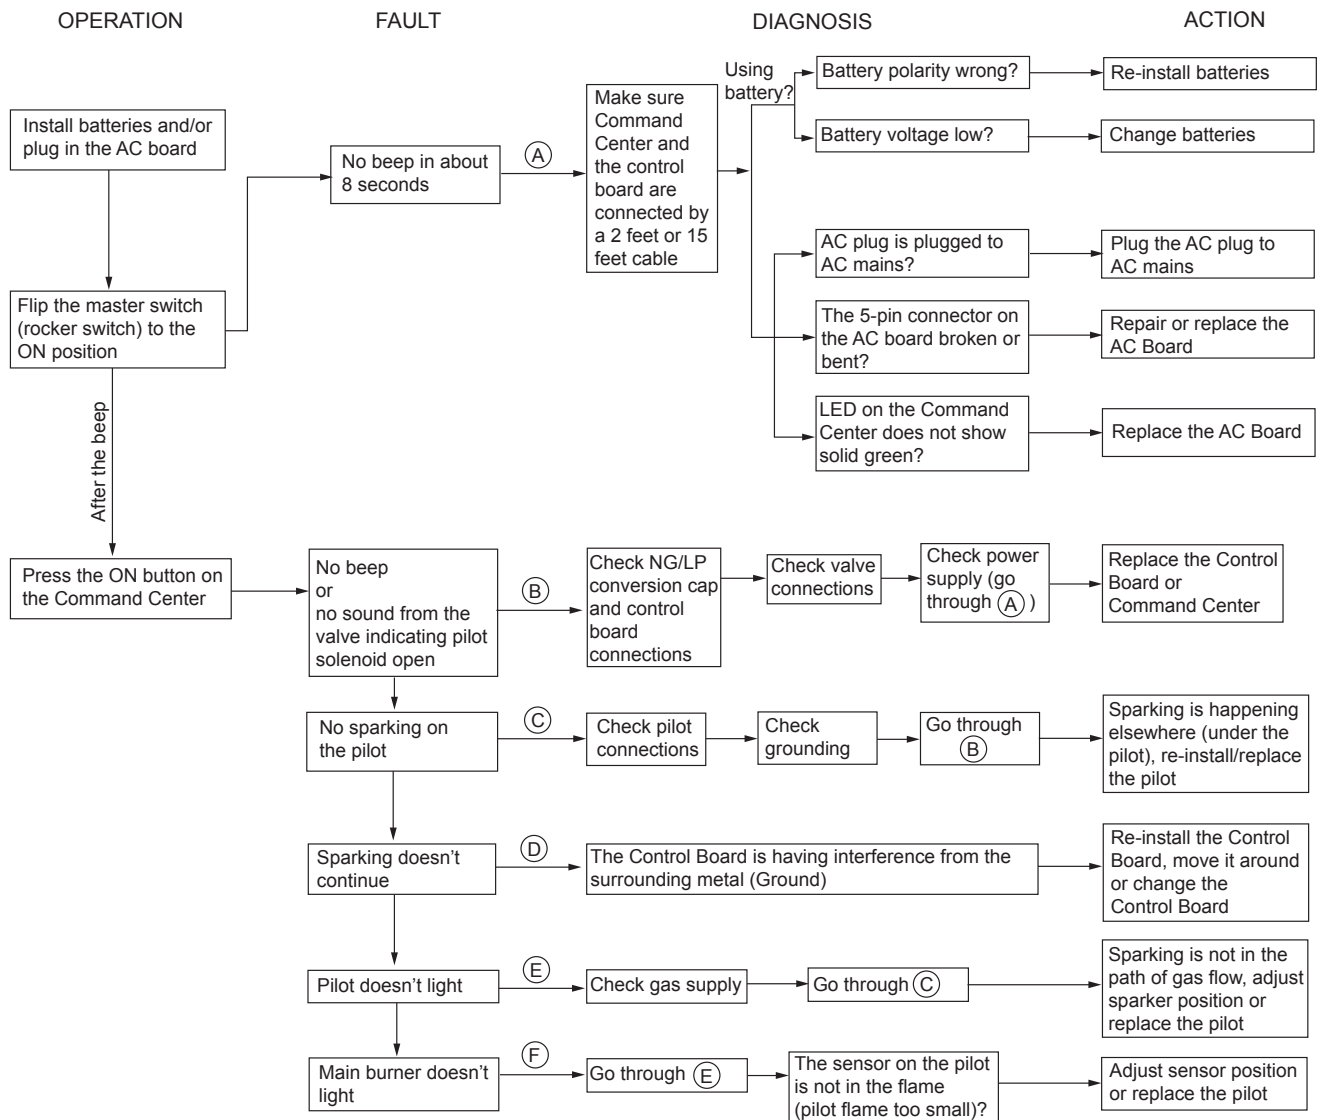 OPERATION
FAULT
DIAGNOSIS
ACTION
Install batteries and/or
plug in the AC board
Flip the master switch
(rocker switch) to the
ON position
After the beep
No beep in about
8 seconds
A
Make sure
Command
Center and
the control
board are
connected by
a 2 feet or 15
feet cable
Using
battery?
Battery polarity wrong?
Re-install batteries
Battery voltage low?
Change batteries
AC plug is plugged to
AC mains?
Plug the AC plug to
AC mains
The 5-pin connector on
the AC board broken or
bent?
Repair or replace the
AC Board
LED on the Command
Center does not show
solid green?
Replace the AC Board
Press the ON button on
the Command Center
No beep
or
no sound from the
valve indicating pilot
solenoid open
B
Check NG/LP
conversion cap
and control
board
connections
Check valve
connections
Check power
supply (go
through A )
Replace the Control
Board or
Command Center
No sparking on
the pilot
C
Check pilot
connections
Check
grounding
Go through
B
Sparking is happening
elsewhere (under the
pilot), re-install/replace
the pilot
Sparking doesn't
continue
D
The Control Board is having interference from the
surrounding metal (Ground)
Re-install the Control
Board, move it around
or change the
Control Board
Pilot doesn't light
E
Check gas supply
Go through C
Sparking is not in the
path of gas flow, adjust
sparker position or
replace the pilot
Main burner doesn't
light
F
Go through E
The sensor on the pilot
is not in the flame
(pilot flame too small)?
Adjust sensor position
or replace the pilot